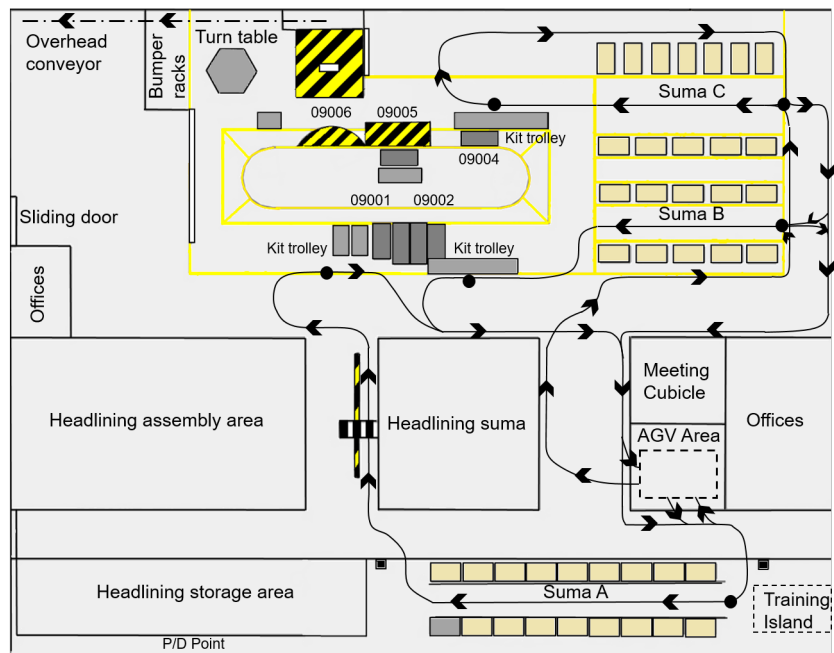 Overhead
conveyor
Bumper
racks
Turn table
09006
09005
Kit trolley
09004
09001
09002
Suma C
Suma B
Sliding door
Kit trolley
Kit trolley
Offices
Headlining assembly area
Headlining suma
Meeting
Cubicle
AGV Area
Offices
Headlining storage area
Suma A
Training
Island
P/D Point